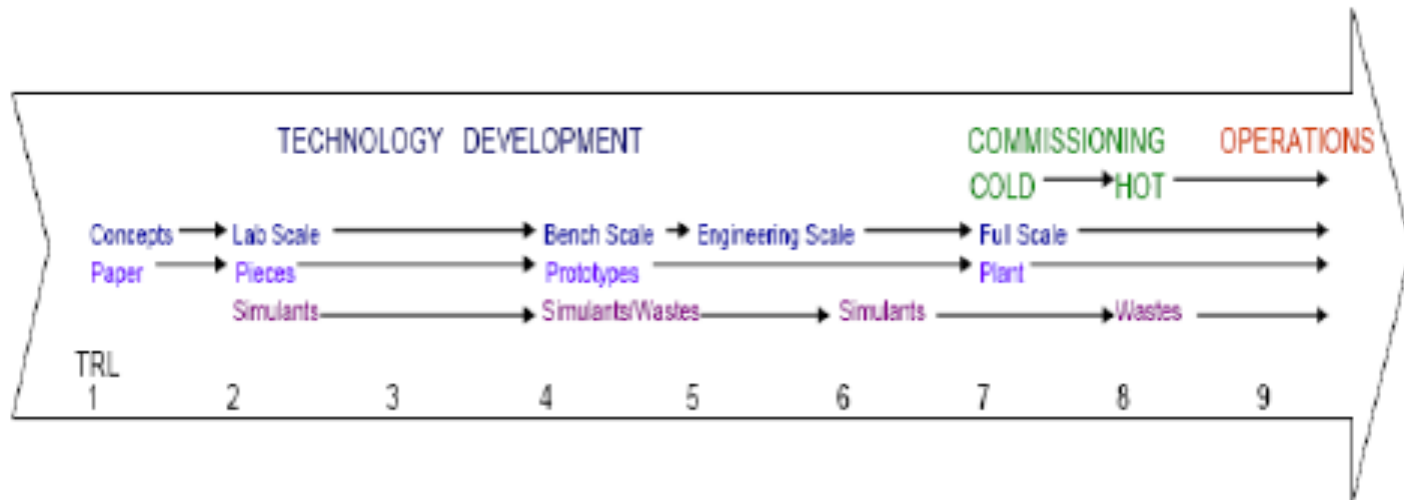 TECHNOLOGY DEVELOPMENT COMMISSIONING OPERATIONS
COLD HOT
Concepts Lab Scale Bench Scale Engineering Scale Full Scale
Paper Pieces Prototypes Plant
Simulants Simulants/Wastes Simulants Wastes
TRL
1 2 3 4 5 6 7 8 9